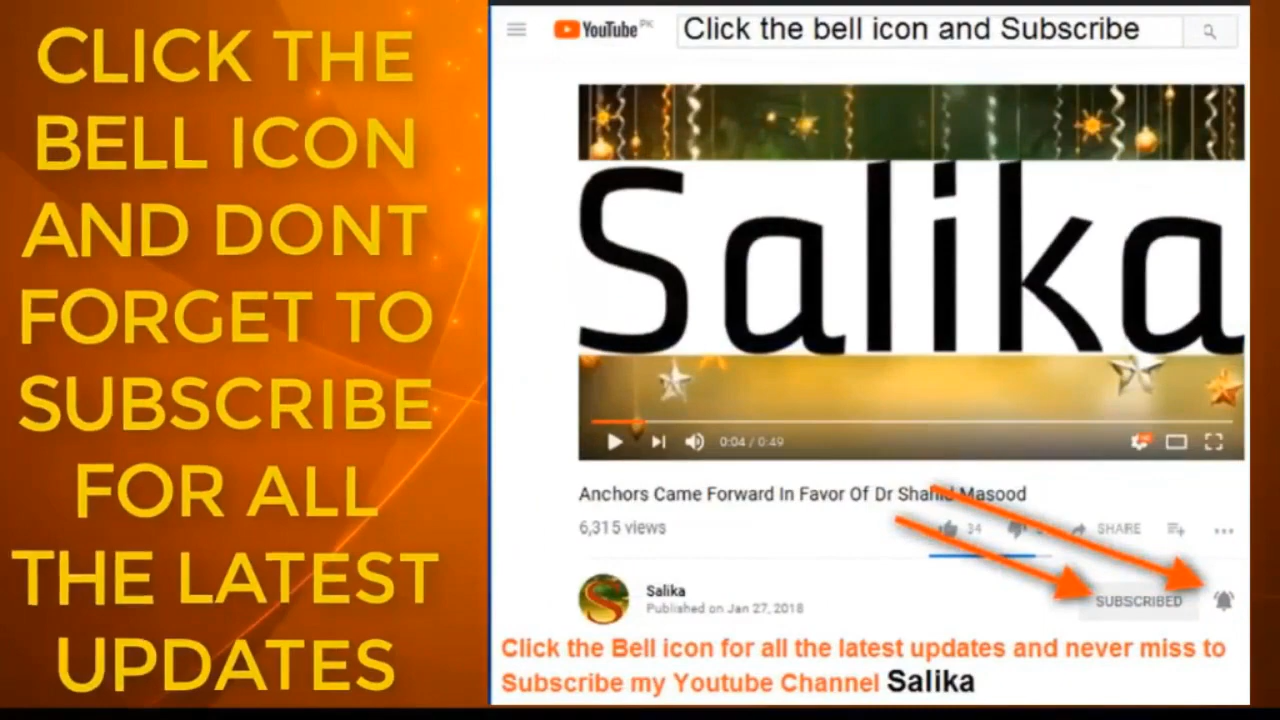 CLICK THE
BELL ICON
AND DONT
FORGET TO
SUBSCRIBE
FOR ALL
THE LATEST
UPDATES
YouTube PK
Click the bell icon and Subscribe
Salika
0:04 / 0:49
Anchors Came Forward In Favor Of Dr Shahid Masood
6,315 views
34
SHARE
Salika
Published on Jan 27, 2018
SUBSCRIBED
Click the Bell icon for all the latest updates and never miss to
Subscribe my Youtube Channel Salika